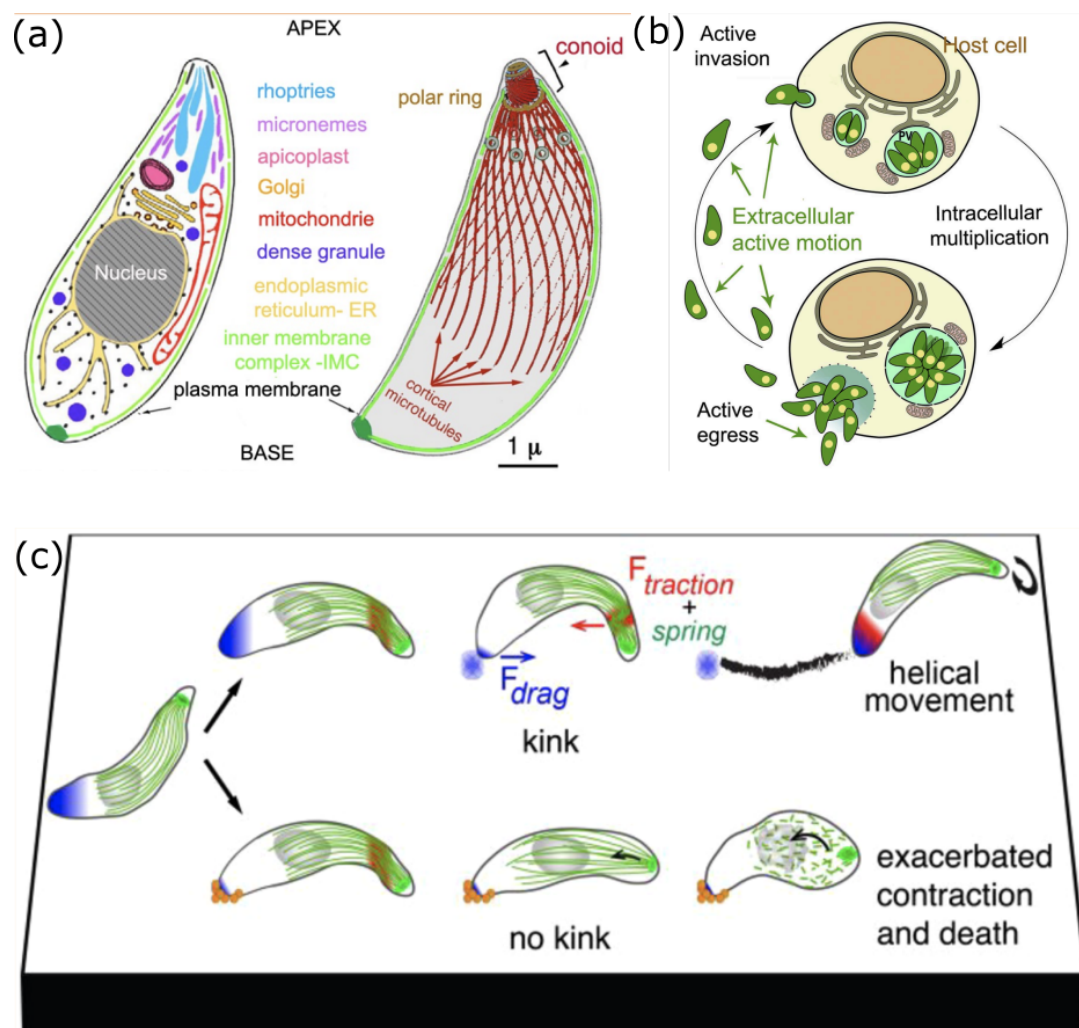 (a)
APEX
conoid
rhoptries
polar ring
micronemes
apicoplast
Golgi
mitochondrie
dense granule
Nucleus
endoplasmic
reticulum- ER
inner membrane
complex -IMC
plasma membrane
cortical
microtubules
BASE
1 μ
(b)
Active
invasion
Host cell
PV
Extracellular
active motion
Intracellular
multiplication
Active
egress
(c)
F traction
+
spring
F drag
kink
helical
movement
no kink
exacerbated
contraction
and death